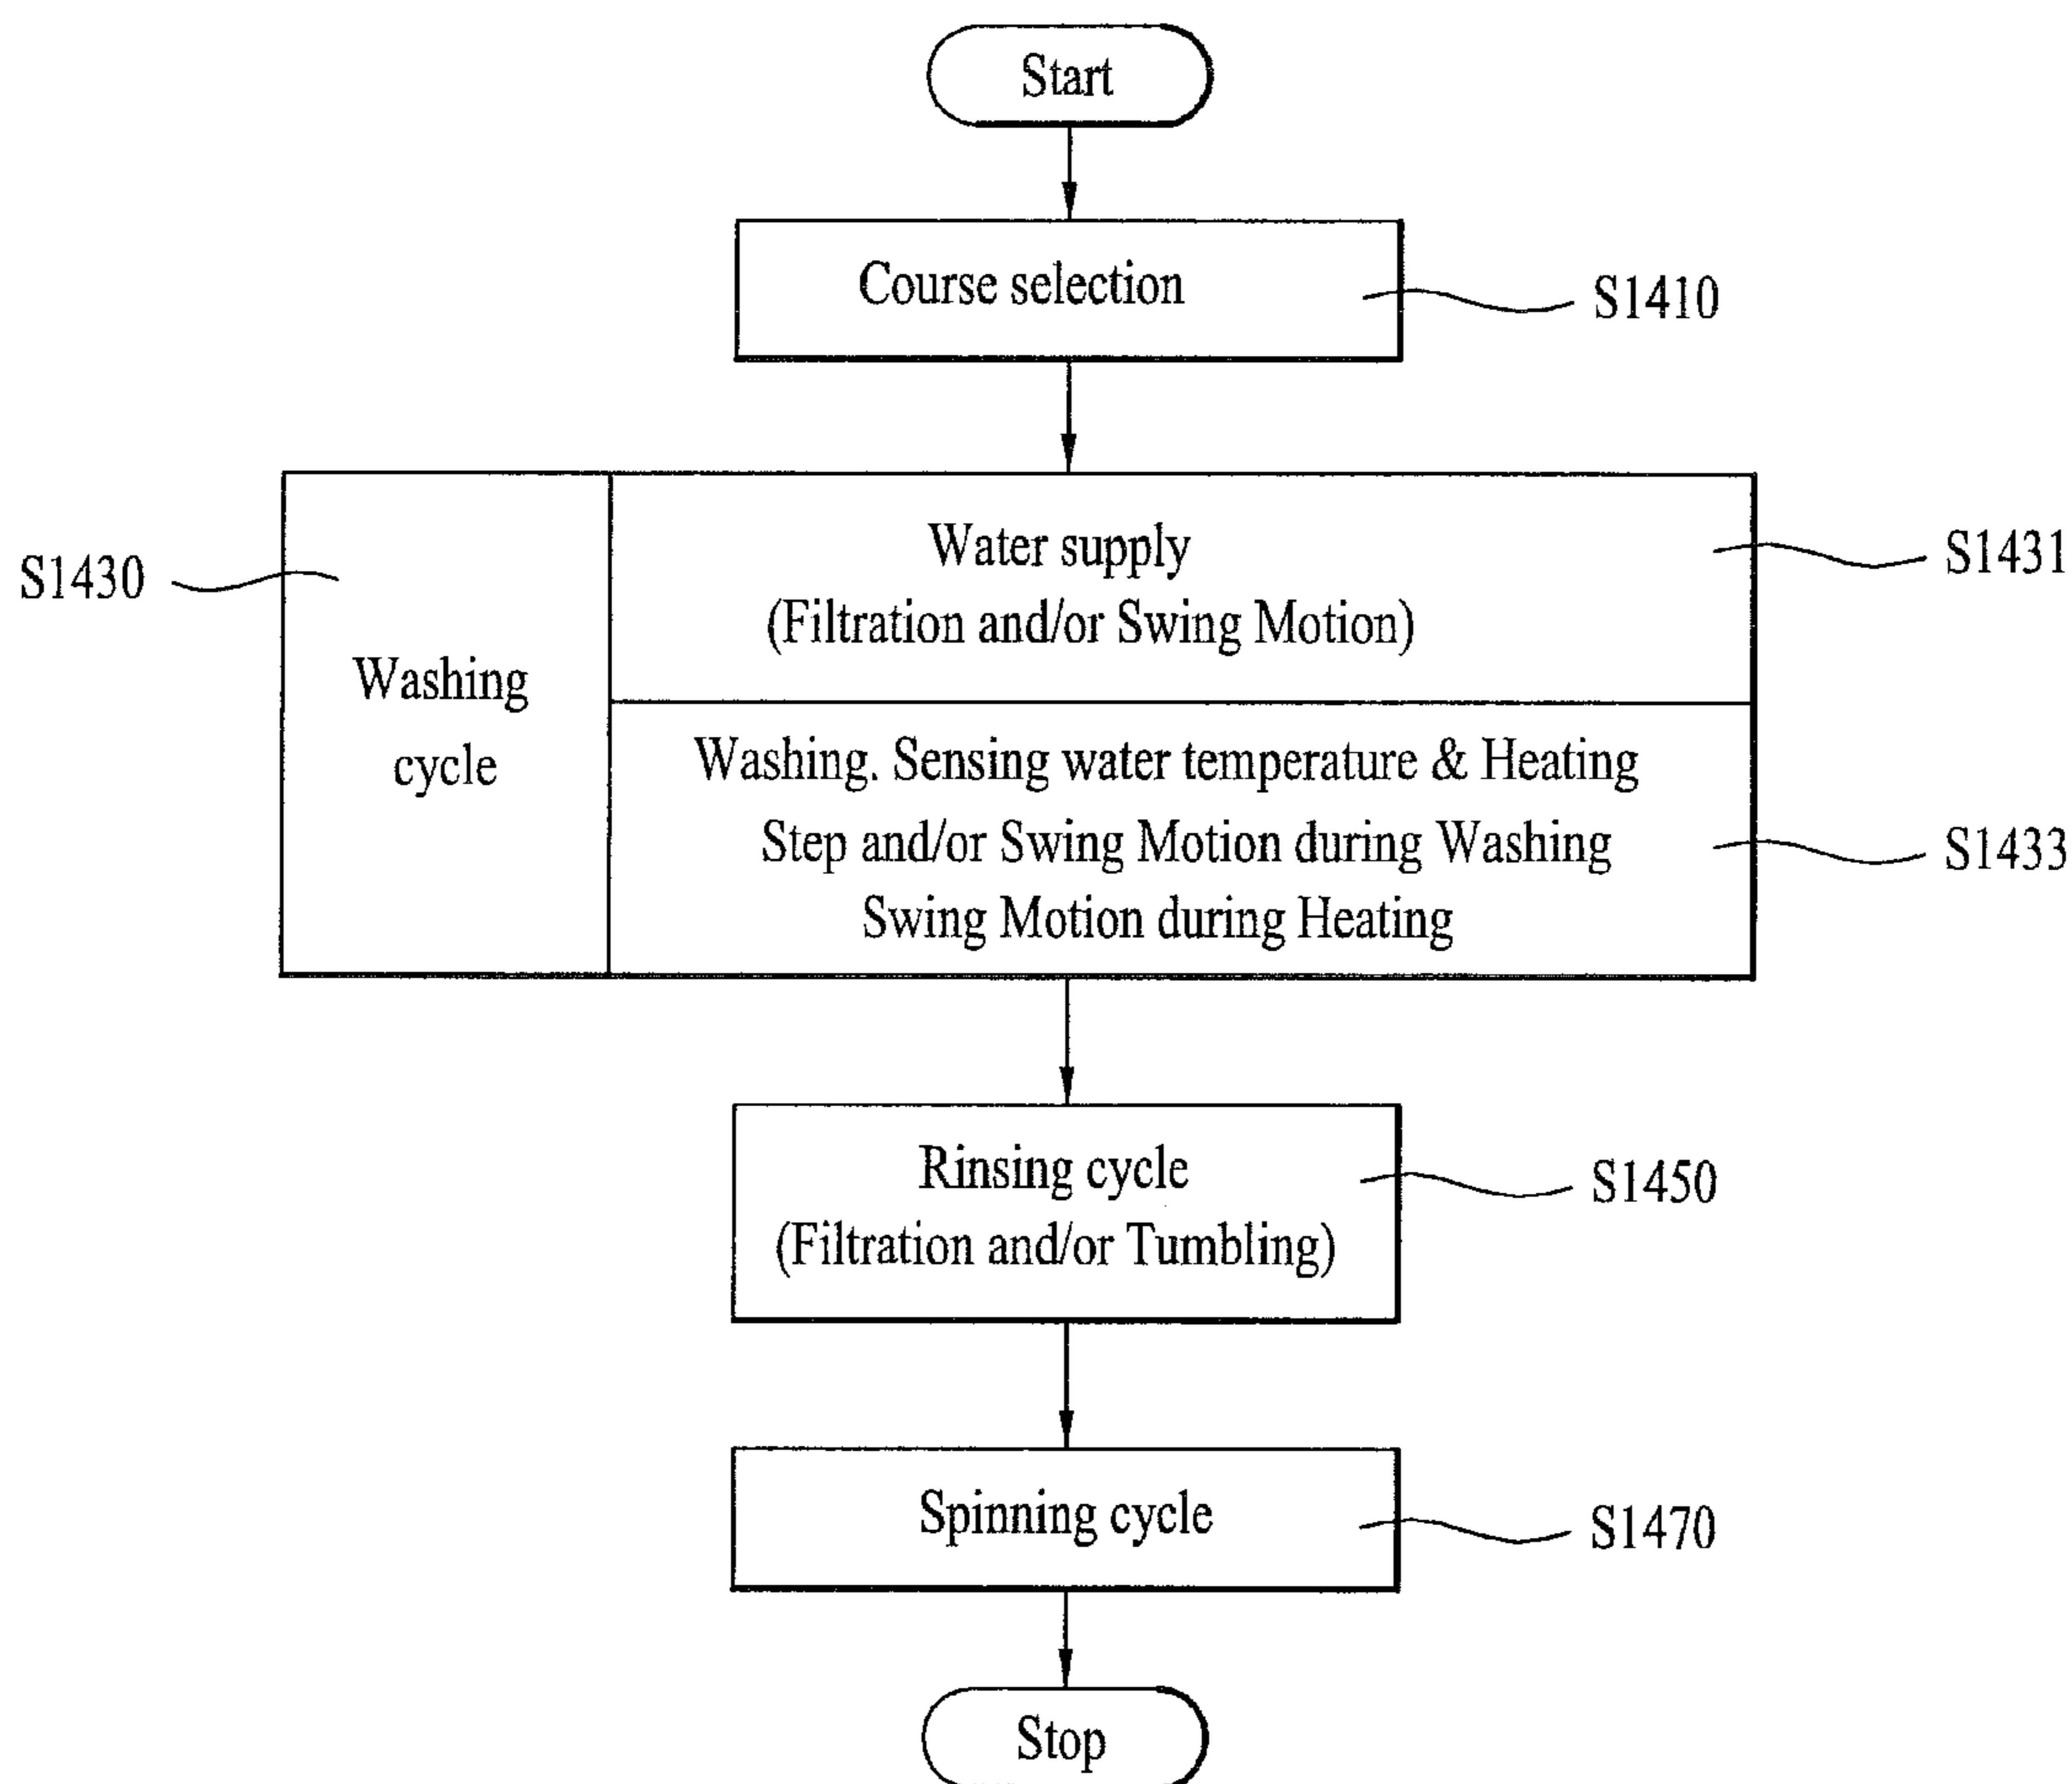 Start
Course selection
S1410
S1430
Washing
cycle
Water supply
(Filtration and/or Swing Motion)
S1431
Washing. Sensing water temperature & Heating
Step and/or Swing Motion during Washing
Swing Motion during Heating
S1433
Rinsing cycle
(Filtration and/or Tumbling)
S1450
Spinning cycle
S1470
Stop